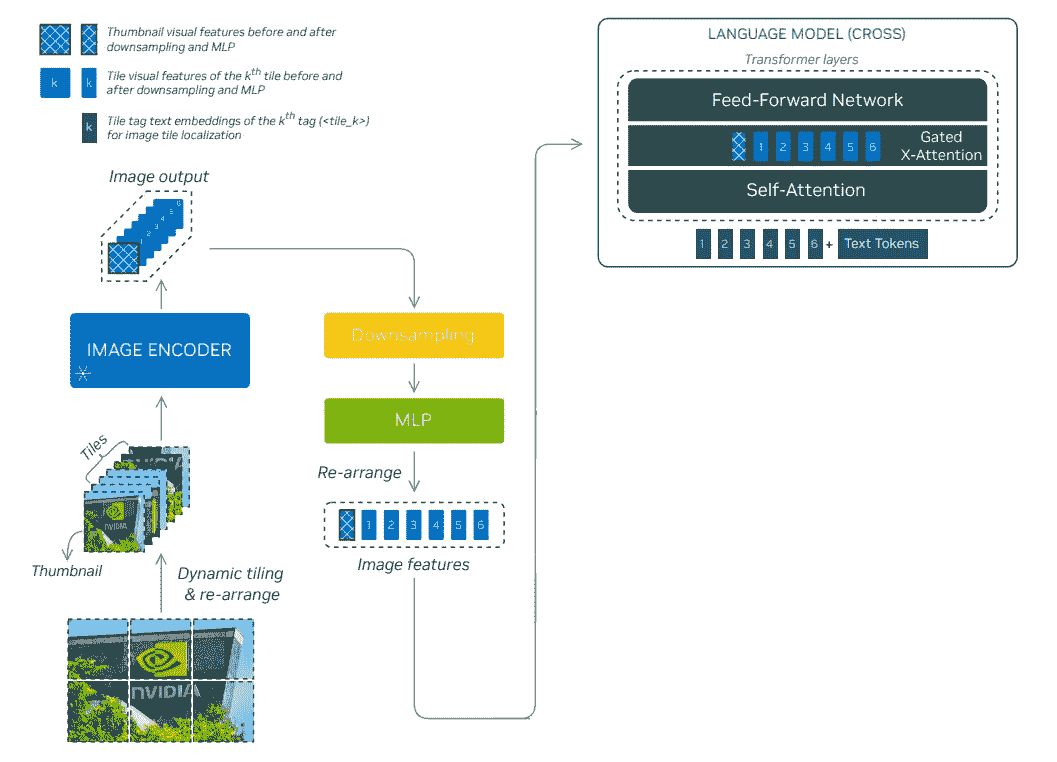 Thumbnail visual features before and after
downsampling and MLP
k k
Tile visual features of the kth tile before and
after downsampling and MLP
k
Tile tag text embeddings of the kth tag (<tile_k>)
for image tile localization
Image output
1 2 3 4 5 6
IMAGE ENCODER
Tiles
NVIDIA
NVIDIA
Thumbnail
Dynamic tiling
& re-arrange
NVIDIA
Downsampling
MLP
Re-arrange
1 2 3 4 5 6
Image features
LANGUAGE MODEL (CROSS)
Transformer layers
Feed-Forward Network
1 2 3 4 5 6
Gated
X-Attention
Self-Attention
1 2 3 4 5 6 + Text Tokens